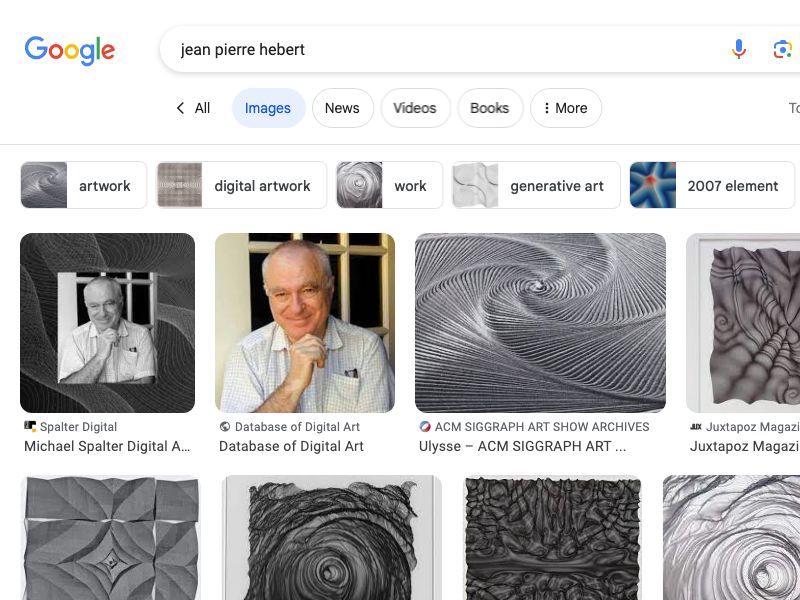 Google
jean pierre hebert
All
Images
News
Videos
Books
More
artwork
digital artwork
work
generative art
2007 element
Spalter Digital
Michael Spalter Digital A...
Database of Digital Art
Database of Digital Art
ACM SIGGRAPH ART SHOW ARCHIVES
Ulysse – ACM SIGGRAPH ART ...
JUX
Juxtapoz Magazi
Juxtapoz Magazi